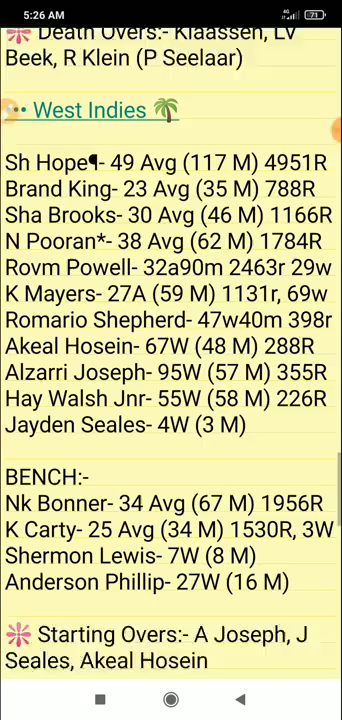 5:26 AM
4G
71
❇ Death Overs:- Klaassen, LV
Beek, R Klein (P Seelaar)
•• West Indies 🌴
Sh Hope¶- 49 Avg (117 M) 4951R
Brand King- 23 Avg (35 M) 788R
Sha Brooks- 30 Avg (46 M) 1166R
N Pooran*- 38 Avg (62 M) 1784R
Rovm Powell- 32a90m 2463r 29w
K Mayers- 27A (59 M) 1131r, 69w
Romario Shepherd- 47w40m 398r
Akeal Hosein- 67W (48 M) 288R
Alzarri Joseph- 95W (57 M) 355R
Hay Walsh Jnr- 55W (58 M) 226R
Jayden Seales- 4W (3 M)
BENCH:-
Nk Bonner- 34 Avg (67 M) 1956R
K Carty- 25 Avg (34 M) 1530R, 3W
Shermon Lewis- 7W (8 M)
Anderson Phillip- 27W (16 M)
❇ Starting Overs:- A Joseph, J
Seales, Akeal Hosein